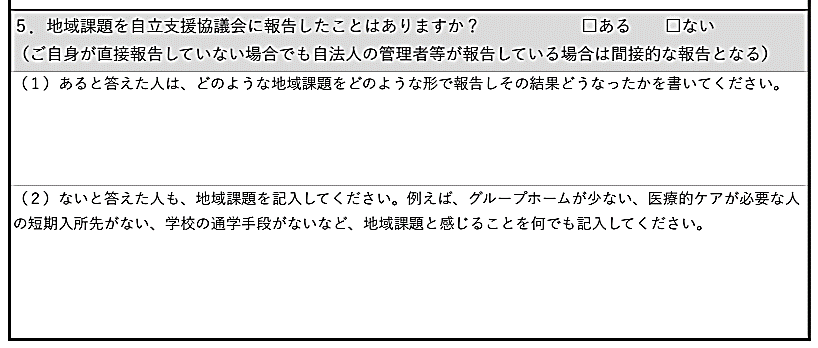 5．地域課題を自立支援協議会に報告したことはありますか？　□ある　□ない
（ご自身が直接報告していない場合でも自法人の管理者等が報告している場合は間接的な報告となる）
（1）あると答えた人は、どのような地域課題をどのような形で報告しその結果どうなったかを書いてください。
（2）ないと答えた人も、地域課題を記入してください。例えば、グループホームが少ない、医療的ケアが必要な人
の短期入所先がない、学校の通学手段がないなど、地域課題と感じることを何でも記入してください。